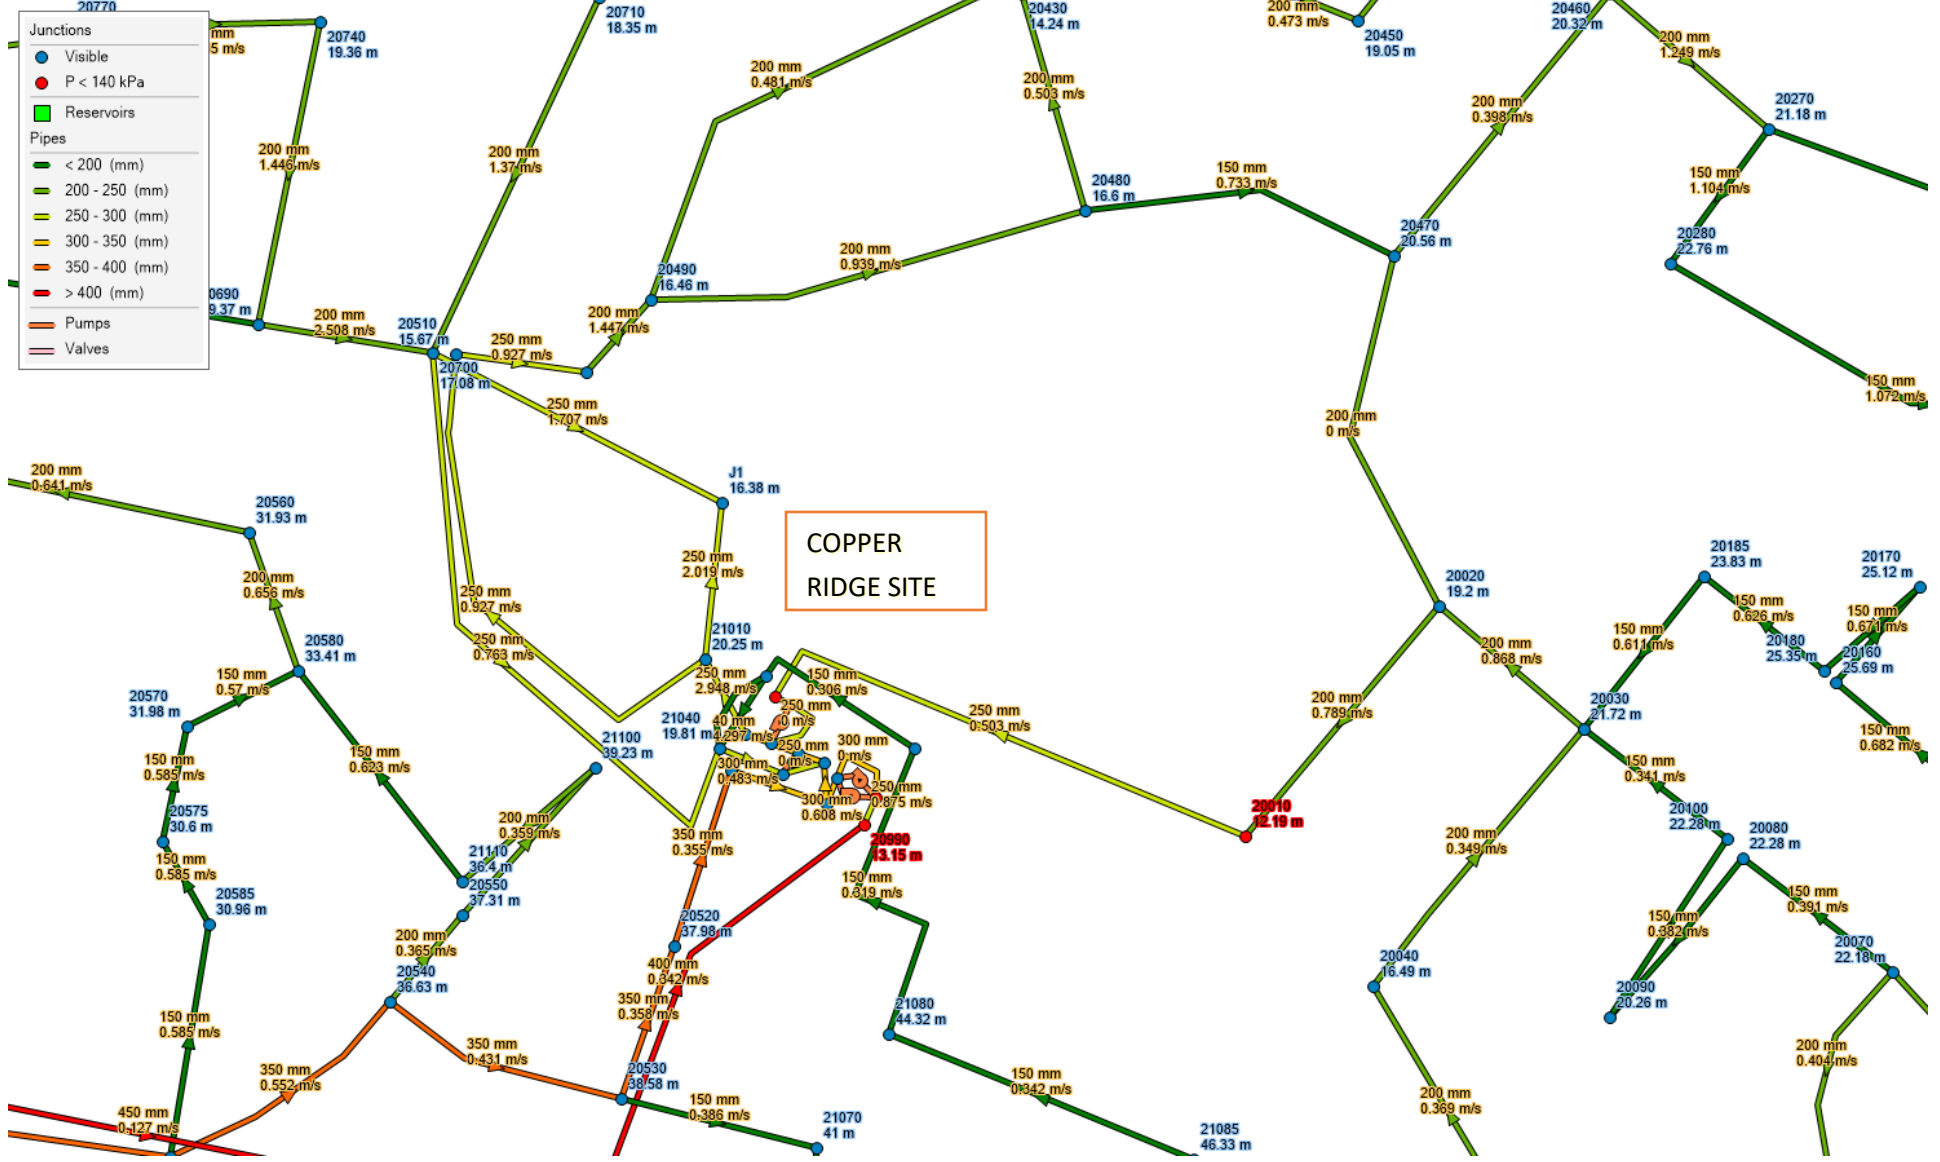 20770
Junctions
Visible
P < 140 kPa
Reservoirs
Pipes
< 200 (mm)
200 - 250 (mm)
250 - 300 (mm)
300 - 350 (mm)
350 - 400 (mm)
> 400 (mm)
Pumps
Valves
mm
5 m/s
20740
19.36 m
20710
18.35 m
20430
14.24 m
200 mm
0.473 m/s
20450
19.05 m
20460
20.32 m
200 mm
1.249 m/s
200 mm
0.481 m/s
200 mm
0.503 m/s
200 mm
0.398 m/s
20270
21.18 m
200 mm
1.446 m/s
200 mm
1.37 m/s
20480
16.6 m
150 mm
0.733 m/s
150 mm
1.104 m/s
20470
20.56 m
20280
22.76 m
200 mm
0.939 m/s
20490
16.46 m
0690
9.37 m
200 mm
2.508 m/s
20510
15.67 m
200 mm
1.447 m/s
250 mm
0.927 m/s
20700
17.08 m
150 mm
1.072 m/s
250 mm
1.707 m/s
200 mm
0 m/s
200 mm
0.641 m/s
J1
16.38 m
20560
31.93 m
COPPER
RIDGE SITE
250 mm
2.019 m/s
20185
23.83 m
20170
25.12 m
200 mm
0.656 m/s
250 mm
0.927 m/s
20020
19.2 m
150 mm
0.626 m/s
150 mm
0.671 m/s
20580
33.41 m
250 mm
0.763 m/s
21010
20.25 m
200 mm
0.868 m/s
150 mm
0.611 m/s
20180
25.35 m
20160
25.69 m
150 mm
0.57 m/s
250 mm
2.948 m/s
150 mm
0.306 m/s
20570
31.98 m
250 mm
0 m/s
250 mm
0.503 m/s
200 mm
0.789 m/s
20030
21.72 m
21040
19.81 m
40 mm
4.297 m/s
21100
39.23 m
250 mm
0 m/s
300 mm
0 m/s
150 mm
0.682 m/s
150 mm
0.585 m/s
150 mm
0.623 m/s
300 mm
0.483 m/s
250 mm
0.875 m/s
150 mm
0.341 m/s
300 mm
0.608 m/s
20010
12.19 m
20575
30.6 m
200 mm
0.359 m/s
350 mm
0.355 m/s
20990
13.15 m
200 mm
0.349 m/s
20100
22.28 m
20080
22.28 m
150 mm
0.585 m/s
21110
36.4 m
20550
37.31 m
150 mm
0.319 m/s
150 mm
0.391 m/s
20585
30.96 m
20520
37.98 m
150 mm
0.382 m/s
200 mm
0.365 m/s
20070
22.18 m
20540
36.63 m
400 mm
0.342 m/s
20040
16.49 m
20090
20.26 m
350 mm
0.358 m/s
21080
44.32 m
150 mm
0.585 m/s
350 mm
0.431 m/s
200 mm
0.404 m/s
350 mm
0.552 m/s
20530
38.58 m
150 mm
0.342 m/s
200 mm
0.369 m/s
450 mm
0.127 m/s
150 mm
0.386 m/s
21070
41 m
21085
46.33 m